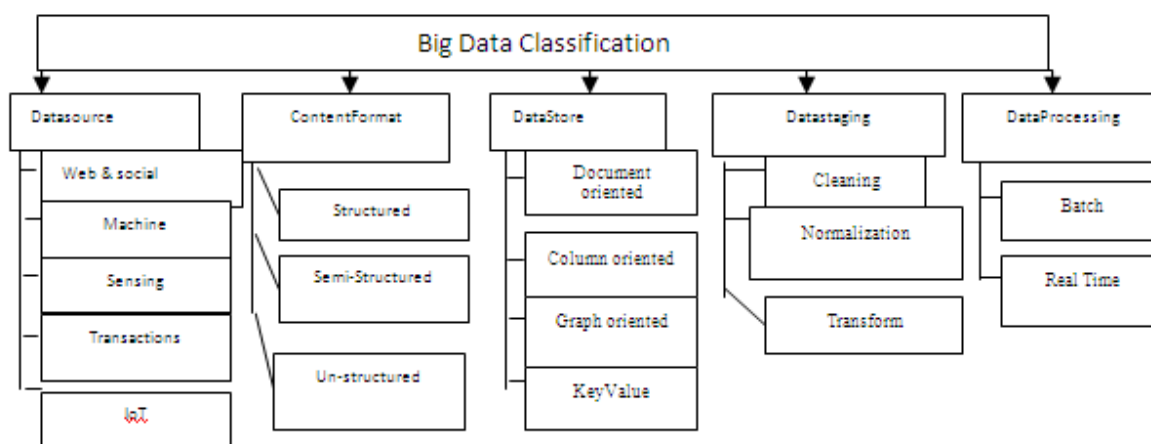 Big Data Classification
Datasource
ContentFormat
DataStore
Datastaging
DataProcessing
Web & social
Machine
Sensing
Transactions
IoT
Structured
Semi-Structured
Un-structured
Document
oriented
Column oriented
Graph oriented
KeyValue
Cleaning
Normalization
Transform
Batch
Real Time